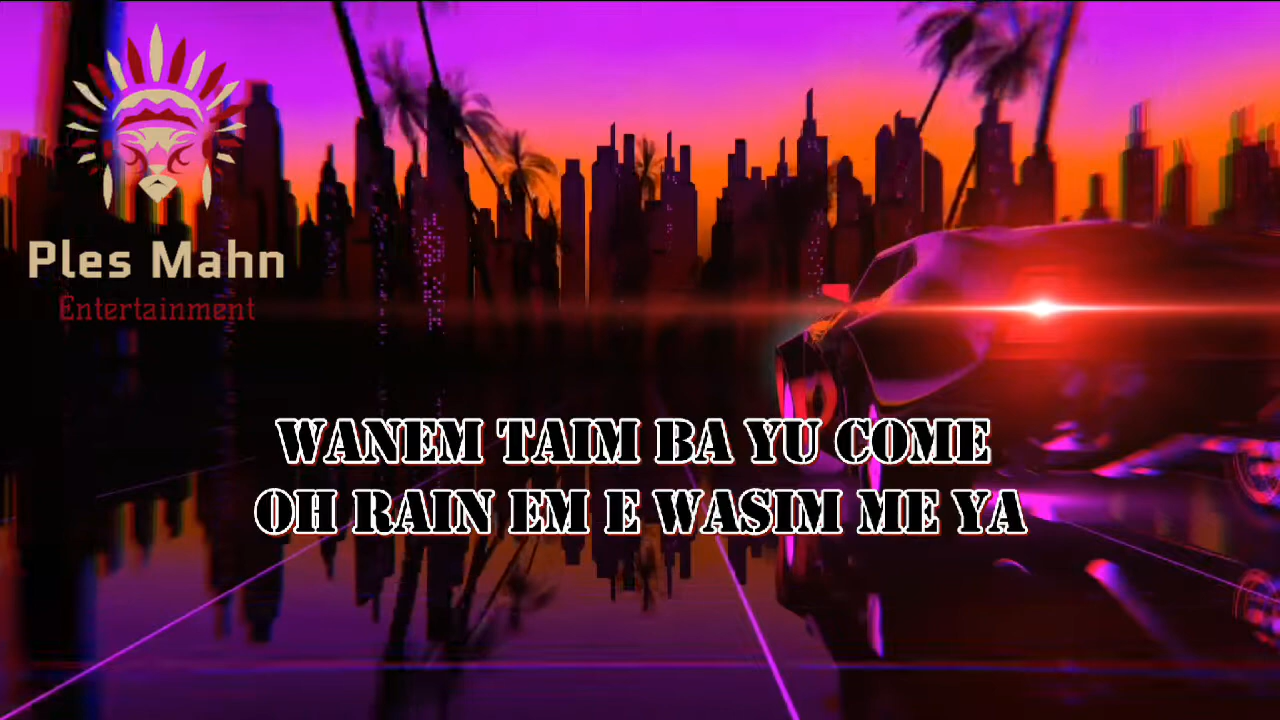 Ples Mahn
Entertainment
WANEM TAIM BA YU COME
OH RAIN EM E WASIM ME YA